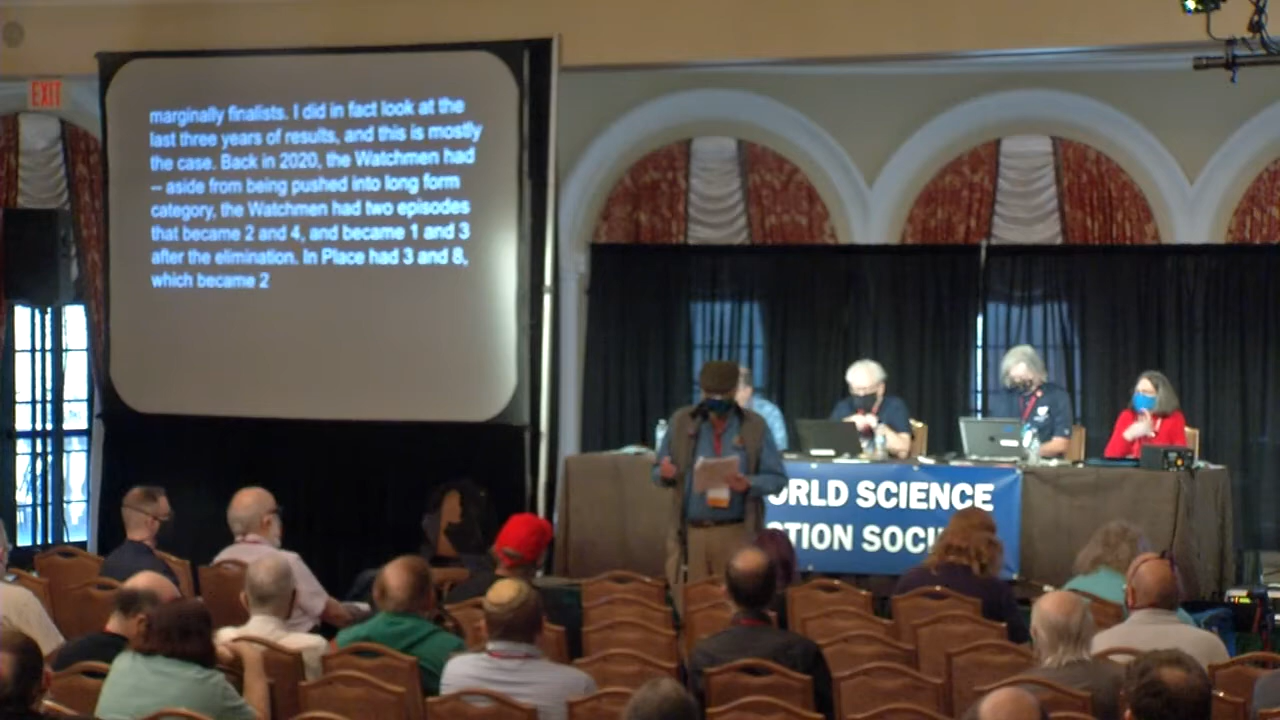 EXIT
marginally finalists. I did in fact look at the
last three years of results, and this is mostly
the case. Back in 2020, the Watchmen had
-- aside from being pushed into long form
category, the Watchmen had two episodes
that became 2 and 4, and became 1 and 3
after the elimination. In Place had 3 and 8,
which became 2
ORLD SCIENCE
CTION SOCI